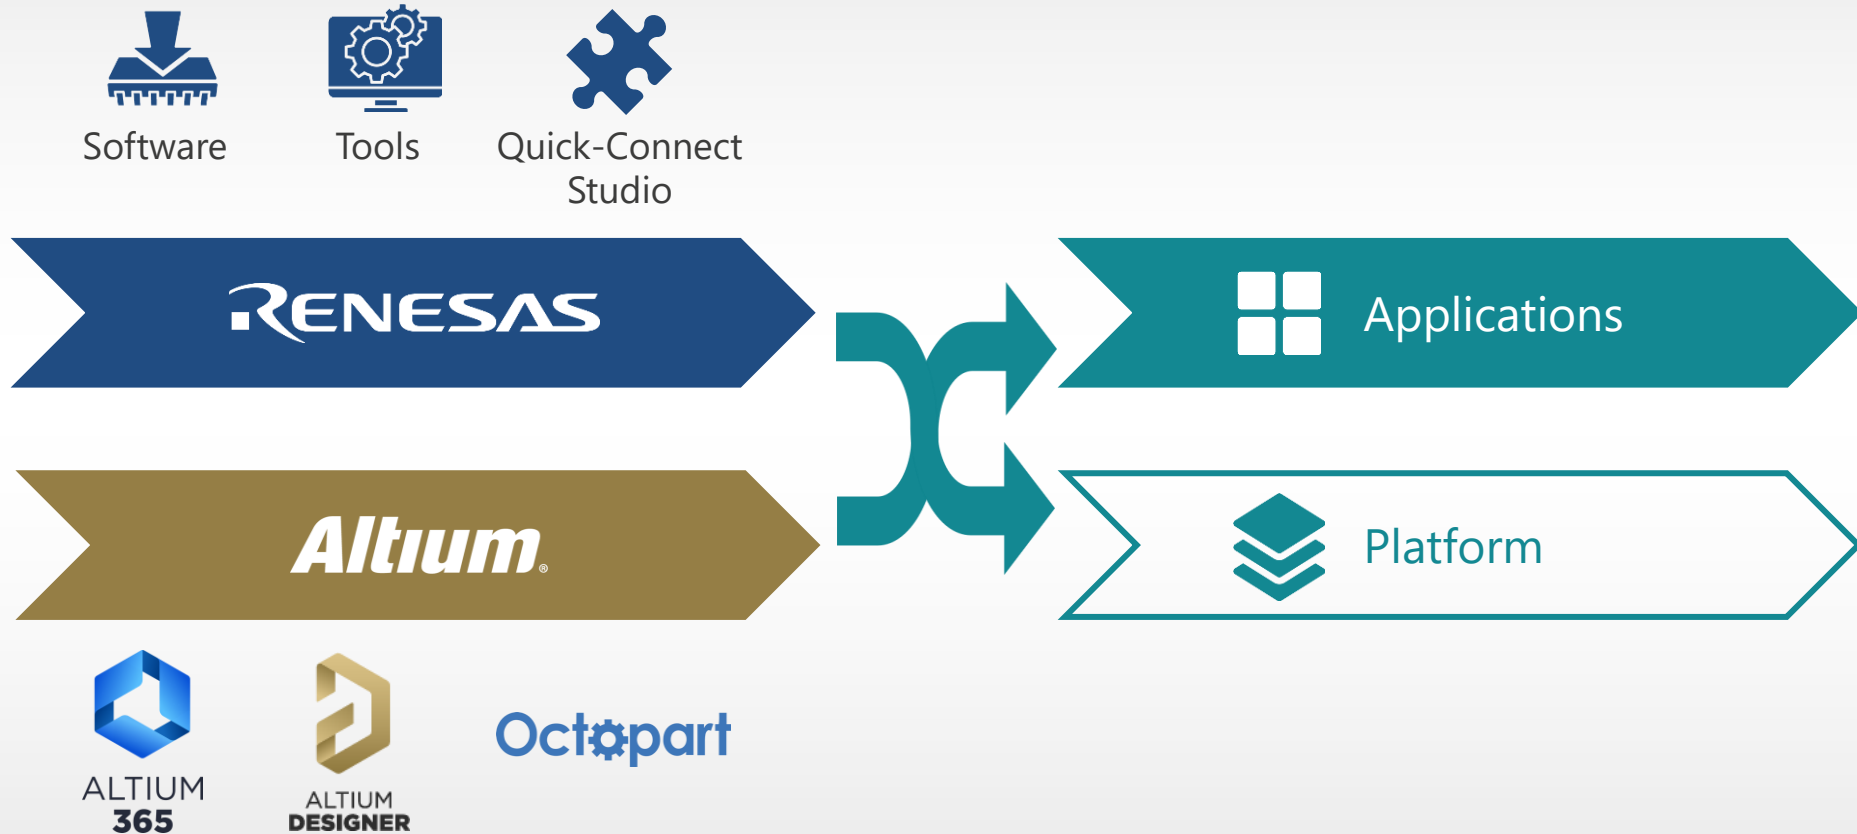 Software
Tools
Quick-Connect
Studio
RENESAS
Applications
Altium®
Platform
ALTIUM
365
ALTIUM
DESIGNER
Octopart